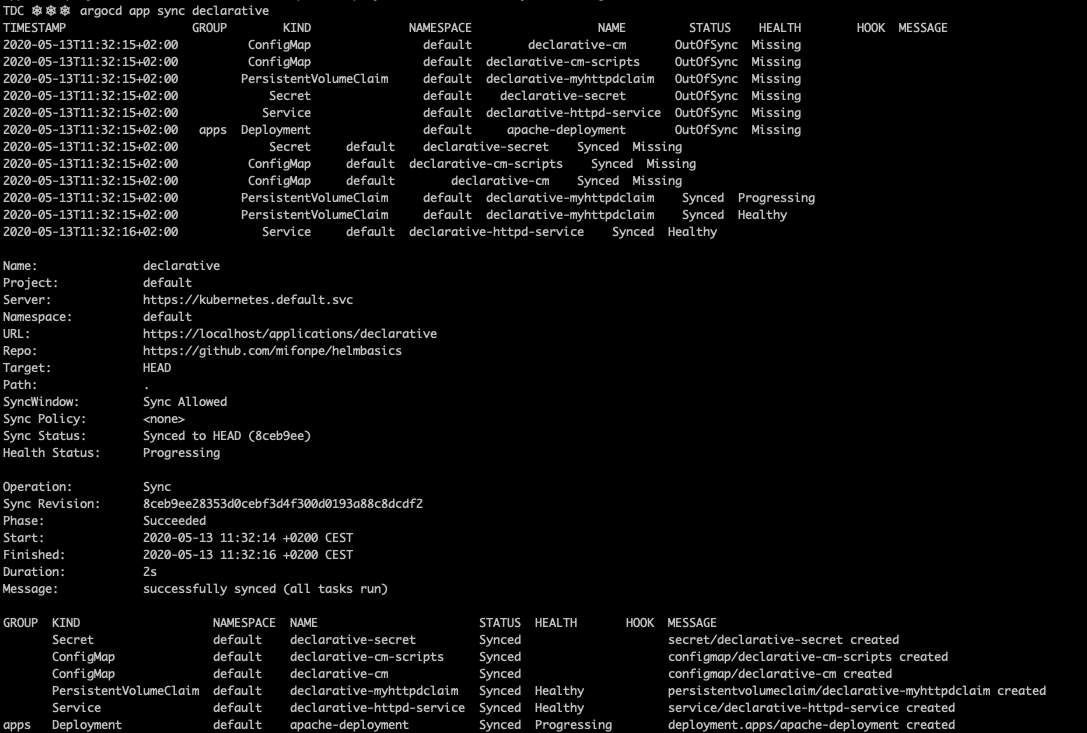 TDC ❄❄❄ argocd app sync declarative
TIMESTAMP GROUP KIND NAMESPACE NAME STATUS HEALTH HOOK MESSAGE
2020-05-13T11:32:15+02:00 ConfigMap default declarative-cm OutOfSync Missing
2020-05-13T11:32:15+02:00 ConfigMap default declarative-cm-scripts OutOfSync Missing
2020-05-13T11:32:15+02:00 PersistentVolumeClaim default declarative-myhttpdclaim OutOfSync Missing
2020-05-13T11:32:15+02:00 Secret default declarative-secret OutOfSync Missing
2020-05-13T11:32:15+02:00 Service default declarative-httpd-service OutOfSync Missing
2020-05-13T11:32:15+02:00 apps Deployment default apache-deployment OutOfSync Missing
2020-05-13T11:32:15+02:00 Secret default declarative-secret Synced Missing
2020-05-13T11:32:15+02:00 ConfigMap default declarative-cm-scripts Synced Missing
2020-05-13T11:32:15+02:00 ConfigMap default declarative-cm Synced Missing
2020-05-13T11:32:15+02:00 PersistentVolumeClaim default declarative-myhttpdclaim Synced Progressing
2020-05-13T11:32:15+02:00 PersistentVolumeClaim default declarative-myhttpdclaim Synced Healthy
2020-05-13T11:32:16+02:00 Service default declarative-httpd-service Synced Healthy
Name: declarative
Project: default
Server: https://kubernetes.default.svc
Namespace: default
URL: https://localhost/applications/declarative
Repo: https://github.com/mifonpe/helmbasics
Target: HEAD
Path: .
SyncWindow: Sync Allowed
Sync Policy: <none>
Sync Status: Synced to HEAD (8ceb9ee)
Health Status: Progressing
Operation: Sync
Sync Revision: 8ceb9ee28353d0cebf3d4f300d0193a88c8dcdf2
Phase: Succeeded
Start: 2020-05-13 11:32:14 +0200 CEST
Finished: 2020-05-13 11:32:16 +0200 CEST
Duration: 2s
Message: successfully synced (all tasks run)
GROUP KIND NAMESPACE NAME STATUS HEALTH HOOK MESSAGE
Secret default declarative-secret Synced secret/declarative-secret created
ConfigMap default declarative-cm-scripts Synced configmap/declarative-cm-scripts created
ConfigMap default declarative-cm Synced configmap/declarative-cm created
PersistentVolumeClaim default declarative-myhttpdclaim Synced Healthy persistentvolumeclaim/declarative-myhttpdclaim created
Service default declarative-httpd-service Synced Healthy service/declarative-httpd-service created
apps Deployment default apache-deployment Synced Progressing deployment.apps/apache-deployment created